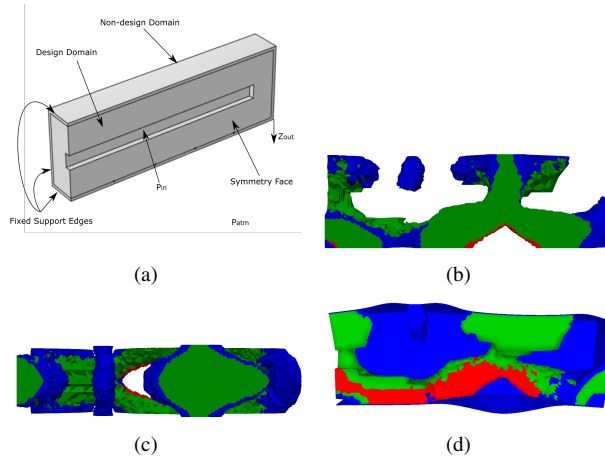 Non-design Domain
Design Domain
Zout
Pin
Symmetry Face
Fixed Support Edges
Patm
(a)
(b)
(c)
(d)